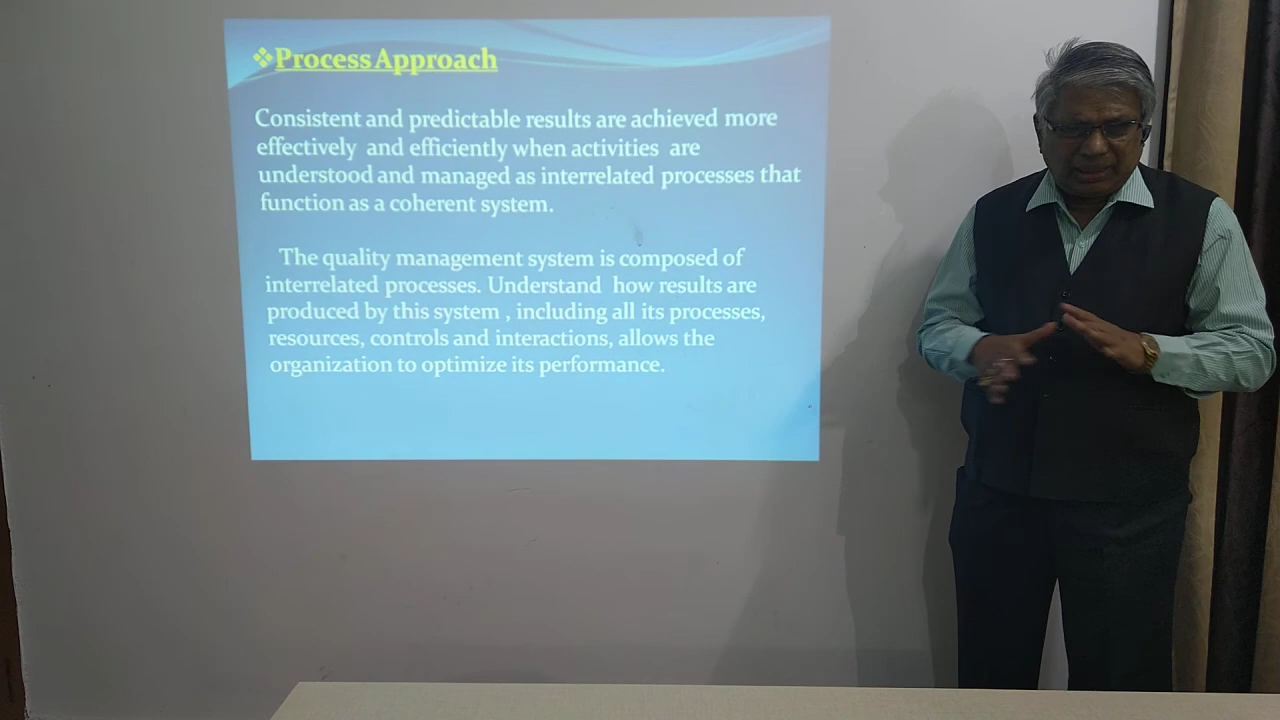 ❖Process Approach
Consistent and predictable results are achieved more
effectively and efficiently when activities are
understood and managed as interrelated processes that
function as a coherent system.
The quality management system is composed of
interrelated processes. Understand how results are
produced by this system , including all its processes,
resources, controls and interactions, allows the
organization to optimize its performance.